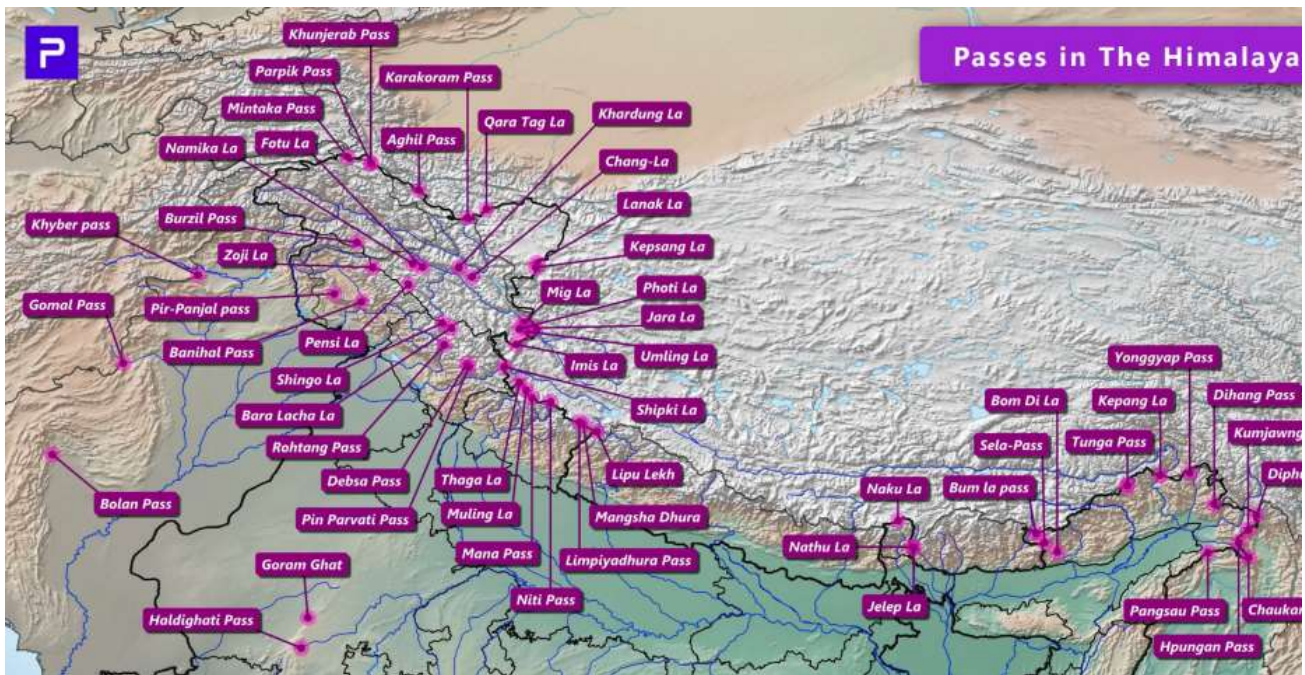 P
Passes in The Himalaya
Khunjerab Pass
Parpik Pass
Karakoram Pass
Mintaka Pass
Khardung La
Qara Tag La
Fotu La
Aghil Pass
Namika La
Chang-La
Lanak La
Burzil Pass
Khyber pass
Kepsang La
Zoji La
Photi La
Mig La
Gomal Pass
Pir-Panjal pass
Jara La
Pensi La
Banihal Pass
Umling La
Imis La
Yonggyap Pass
Shingo La
Bom Di La
Kepang La
Dihang Pass
Shipki La
Bara Lacha La
Kumjawng
Sela-Pass
Tunga Pass
Rohtang Pass
Lipu Lekh
Diph
Debsa Pass
Thaga La
Naku La
Bum la pass
Bolan Pass
Muling La
Mangsha Dhura
Pin Parvati Pass
Nathu La
Mana Pass
Limpiyadhura Pass
Goram Ghat
Niti Pass
Jelep La
Pangsau Pass
Chaukan
Haldighati Pass
Hpungan Pass